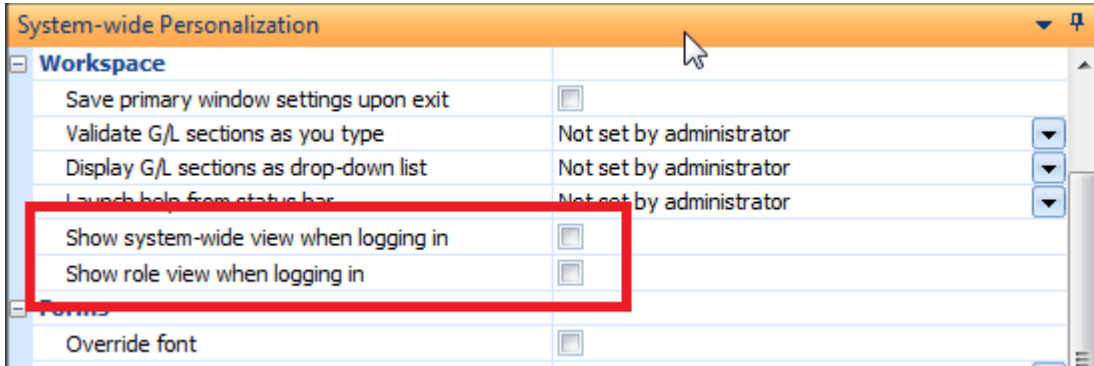 System-wide Personalization
Workspace
Save primary window settings upon exit
Validate G/L sections as you type Not set by administrator
Display G/L sections as drop-down list Not set by administrator
Launch help from status bar Not set by administrator
Show system-wide view when logging in
Show role view when logging in
Forms
Override font